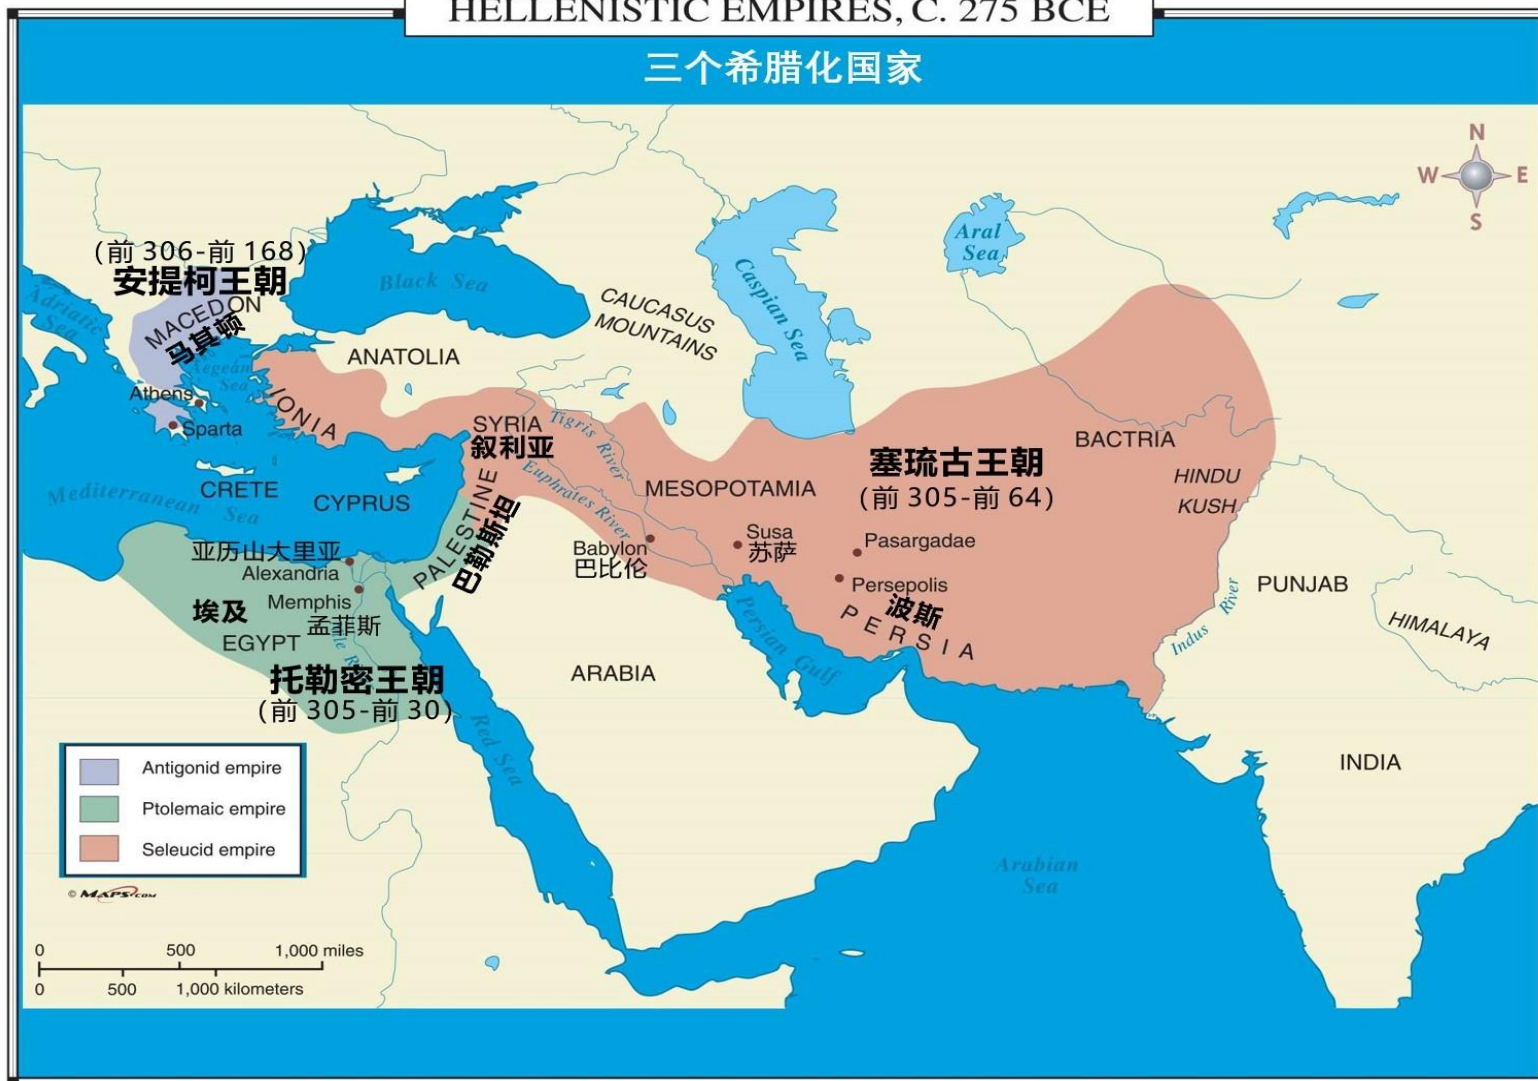 HELLENISTIC EMPIRES, C. 275 BCE
三个希腊化国家
N
W
E
S
(前 306-前 168)
安提柯王朝
MACEDON
马其顿
Adriatic
Sea
Black Sea
CAUCASUS
MOUNTAINS
Caspian Sea
Aral
Sea
ANATOLIA
Aegean
Sea
Athens
Sparta
IONIA
SYRIA
叙利亚
Tigris River
Euphrates River
MESOPOTAMIA
塞琉古王朝
(前 305-前 64)
BACTRIA
HINDU
KUSH
CRETE
CYPRUS
Mediterranean
Sea
PALESTINE
巴勒斯坦
亚历山大里亚
Alexandria
Memphis
孟菲斯
埃及
EGYPT
托勒密王朝
(前 305-前 30)
Babylon
巴比伦
Susa
苏萨
Pasargadae
Persepolis
波斯
PERSIA
Persian Gulf
Indus River
PUNJAB
HIMALAYA
ARABIA
Red Sea
INDIA
Arabian
Sea
Antigonid empire
Ptolemaic empire
Seleucid empire
© MAPS.COM
0 500 1,000 miles
0 500 1,000 kilometers